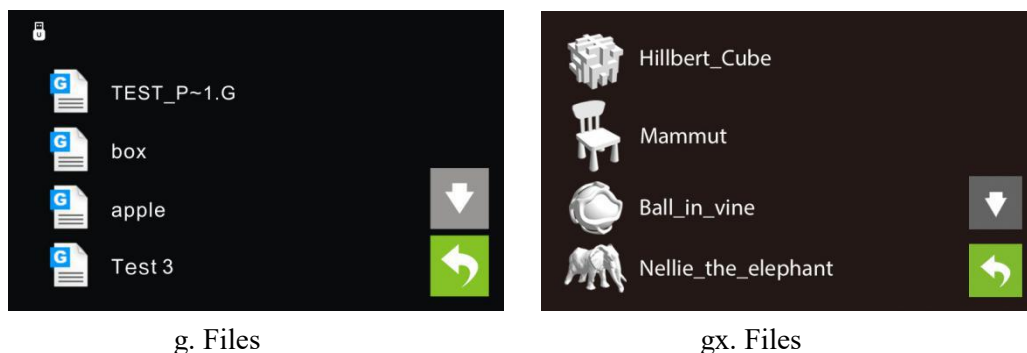 TEST_P~1.G
box
apple
Test 3
Hillbert_Cube
Mammut
Ball_in_vine
Nellie_the_elephant
g. Files
gx. Files